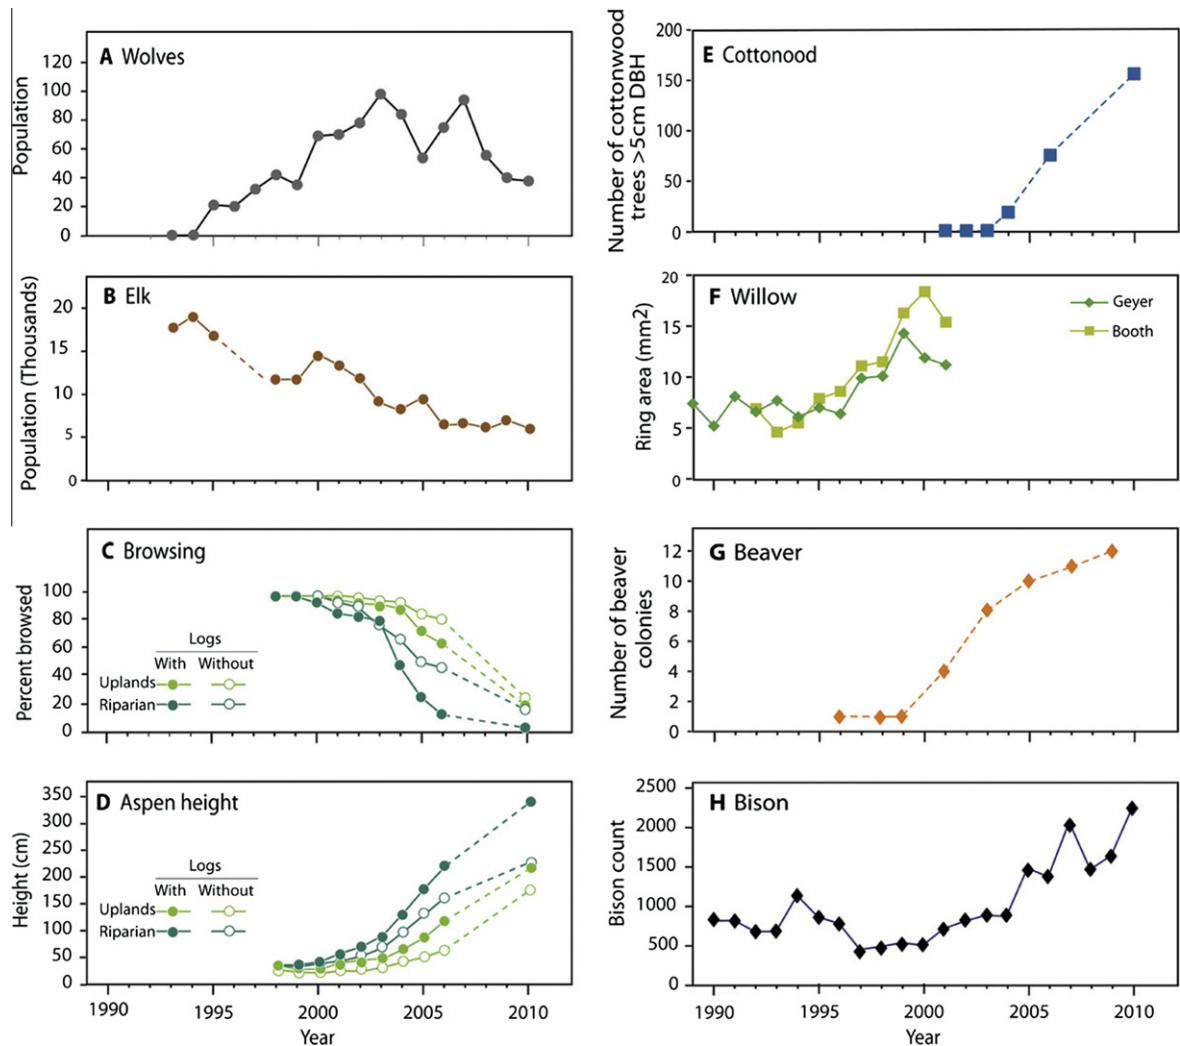 A Wolves
Population
120
100
80
60
40
20
0
B Elk
Population (Thousands)
20
15
10
5
0
C Browsing
Percent browsed
100
80
60
40
20
0
Logs
With Without
Uplands
Riparian
D Aspen height
Height (cm)
350
300
250
200
150
100
50
0
Logs
With Without
Uplands
Riparian
1990 1995 2000 2005 2010
Year
E Cottonood
Number of cottonwood
trees >5cm DBH
200
150
100
50
0
F Willow
Ring area (mm2)
20
15
10
5
0
Geyer
Booth
G Beaver
Number of beaver
colonies
12
10
8
6
4
2
0
H Bison
Bison count
2500
2000
1500
1000
500
0
1990 1995 2000 2005 2010
Year